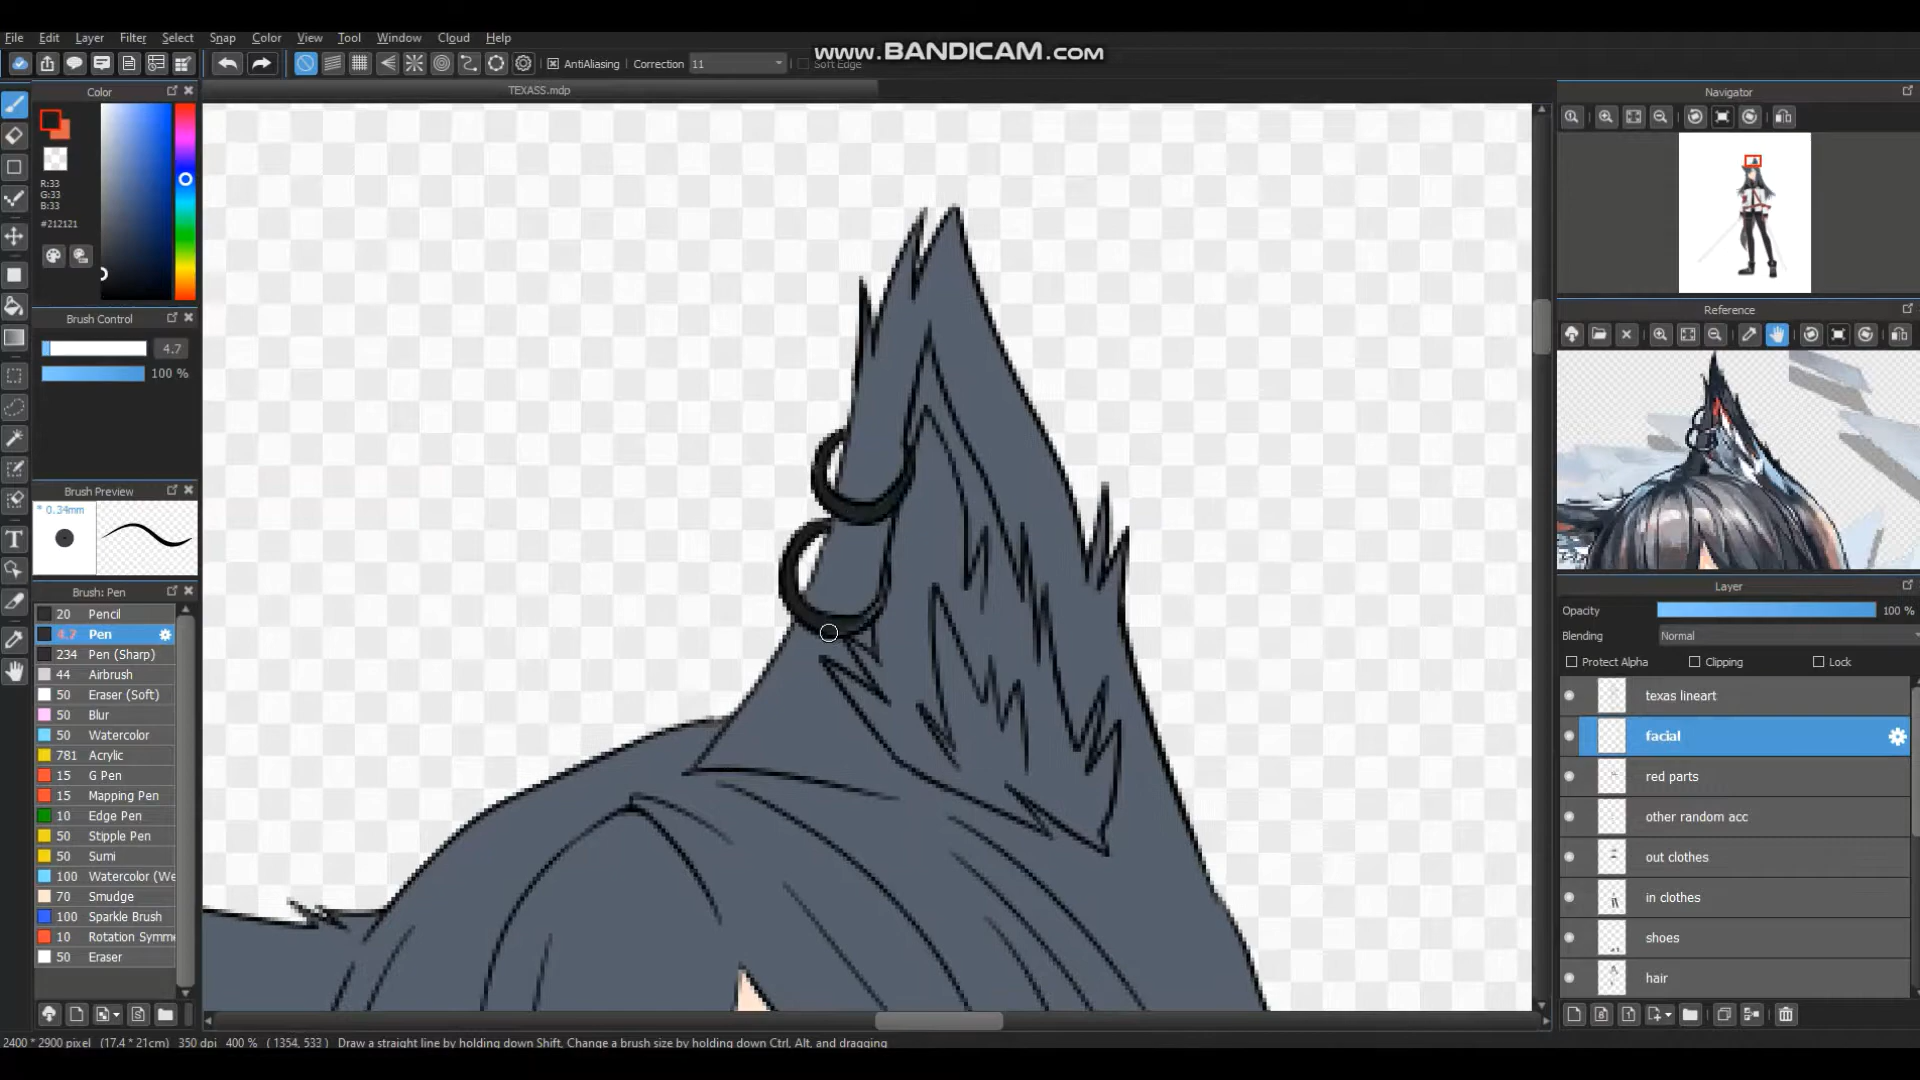 File Edit Layer Filter Select Snap Color View Tool Window Cloud Help
www.BANDICAM.com
AntiAliasing Correction 11 Soft Edge
TEXASS.mdp
Color
R:33
G:33
B:33
#212121
Brush Control
4.7
100 %
Brush Preview
* 0.34mm
Brush: Pen
20 Pencil
4.7 Pen
234 Pen (Sharp)
44 Airbrush
50 Eraser (Soft)
50 Blur
50 Watercolor
781 Acrylic
15 G Pen
15 Mapping Pen
10 Edge Pen
50 Stipple Pen
50 Sumi
100 Watercolor (We
70 Smudge
100 Sparkle Brush
10 Rotation Symme
50 Eraser
Navigator
Reference
Layer
Opacity 100 %
Blending Normal
Protect Alpha Clipping Lock
texas lineart
facial
red parts
other random acc
out clothes
in clothes
shoes
hair
2400 * 2900 pixel (17.4 * 21cm) 350 dpi 400 % ( 1354, 533 ) Draw a straight line by holding down Shift, Change a brush size by holding down Ctrl, Alt, and dragging